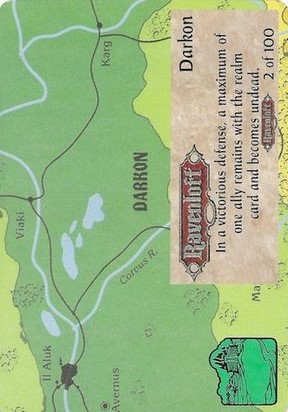 Karg
DARKON
Viaki
Corvus R.
Il Aluk
Avernus
Ma
Darkon
Ravenloft
In a victorious defense, a maximum of
one ally remains with the realm
card and becomes undead.
Ravenloft
2 of 100